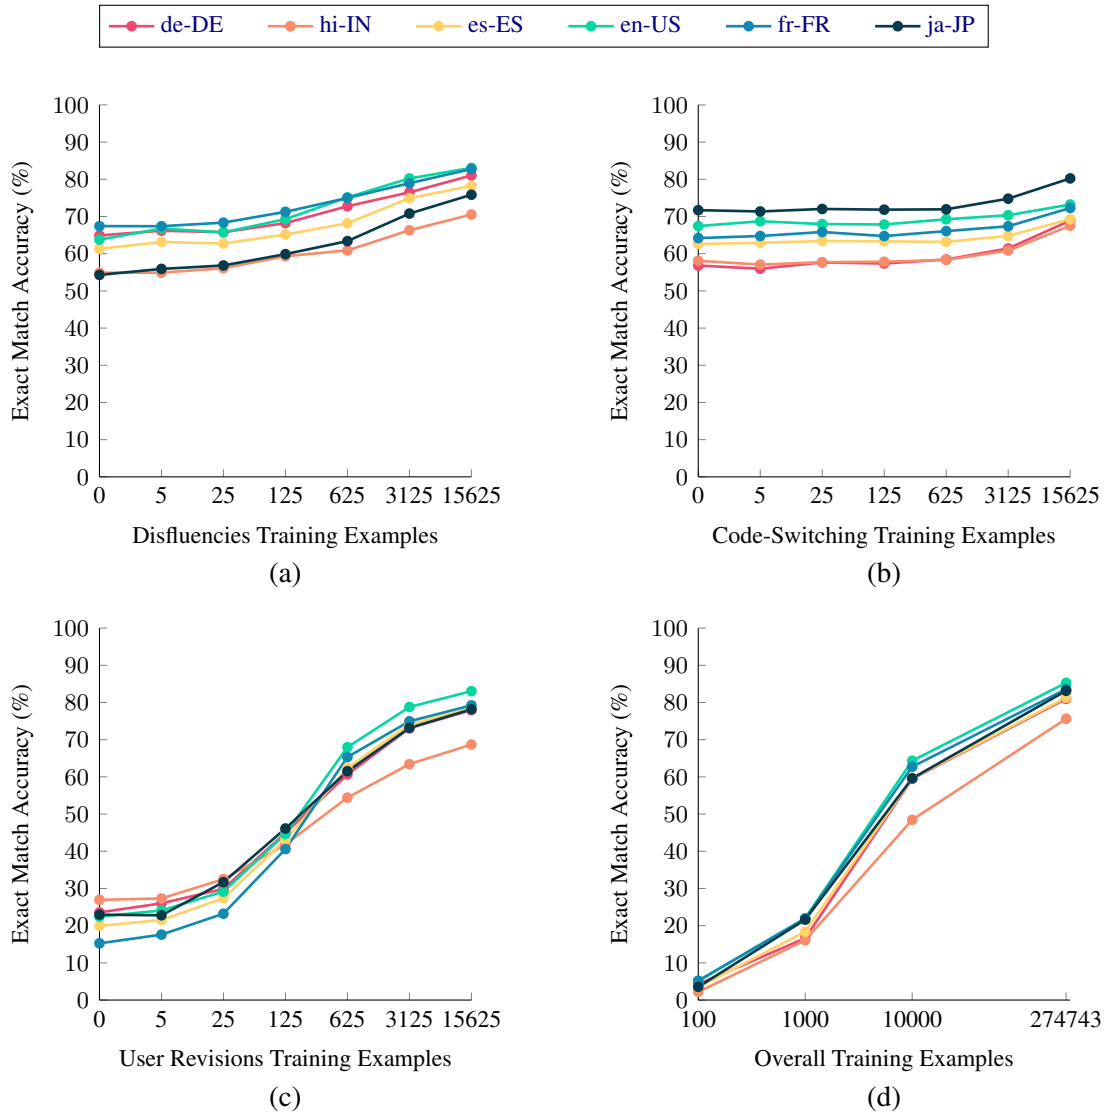 de-DE hi-IN es-ES en-US fr-FR ja-JP
100
90
80
70
60
50
40
30
20
10
0
Exact Match Accuracy (%)
0 5 25 125 625 3125 15625
Disfluencies Training Examples
(a)
100
90
80
70
60
50
40
30
20
10
0
Exact Match Accuracy (%)
0 5 25 125 625 3125 15625
Code-Switching Training Examples
(b)
100
90
80
70
60
50
40
30
20
10
0
Exact Match Accuracy (%)
0 5 25 125 625 3125 15625
User Revisions Training Examples
(c)
100
90
80
70
60
50
40
30
20
10
0
Exact Match Accuracy (%)
100 1000 10000 274743
Overall Training Examples
(d)